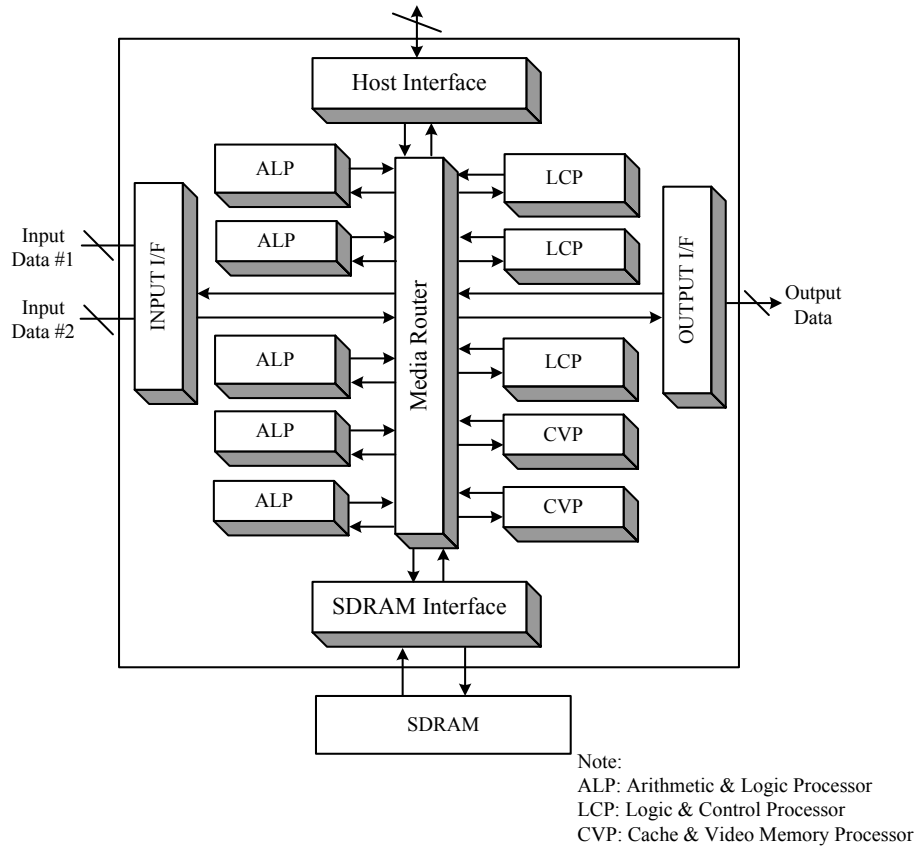 Host Interface
ALP
LCP
ALP
LCP
Input
Data #1
Input
Data #2
INPUT I/F
Media Router
OUTPUT I/F
Output
Data
ALP
LCP
ALP
CVP
ALP
CVP
SDRAM Interface
SDRAM
Note:
ALP: Arithmetic & Logic Processor
LCP: Logic & Control Processor
CVP: Cache & Video Memory Processor